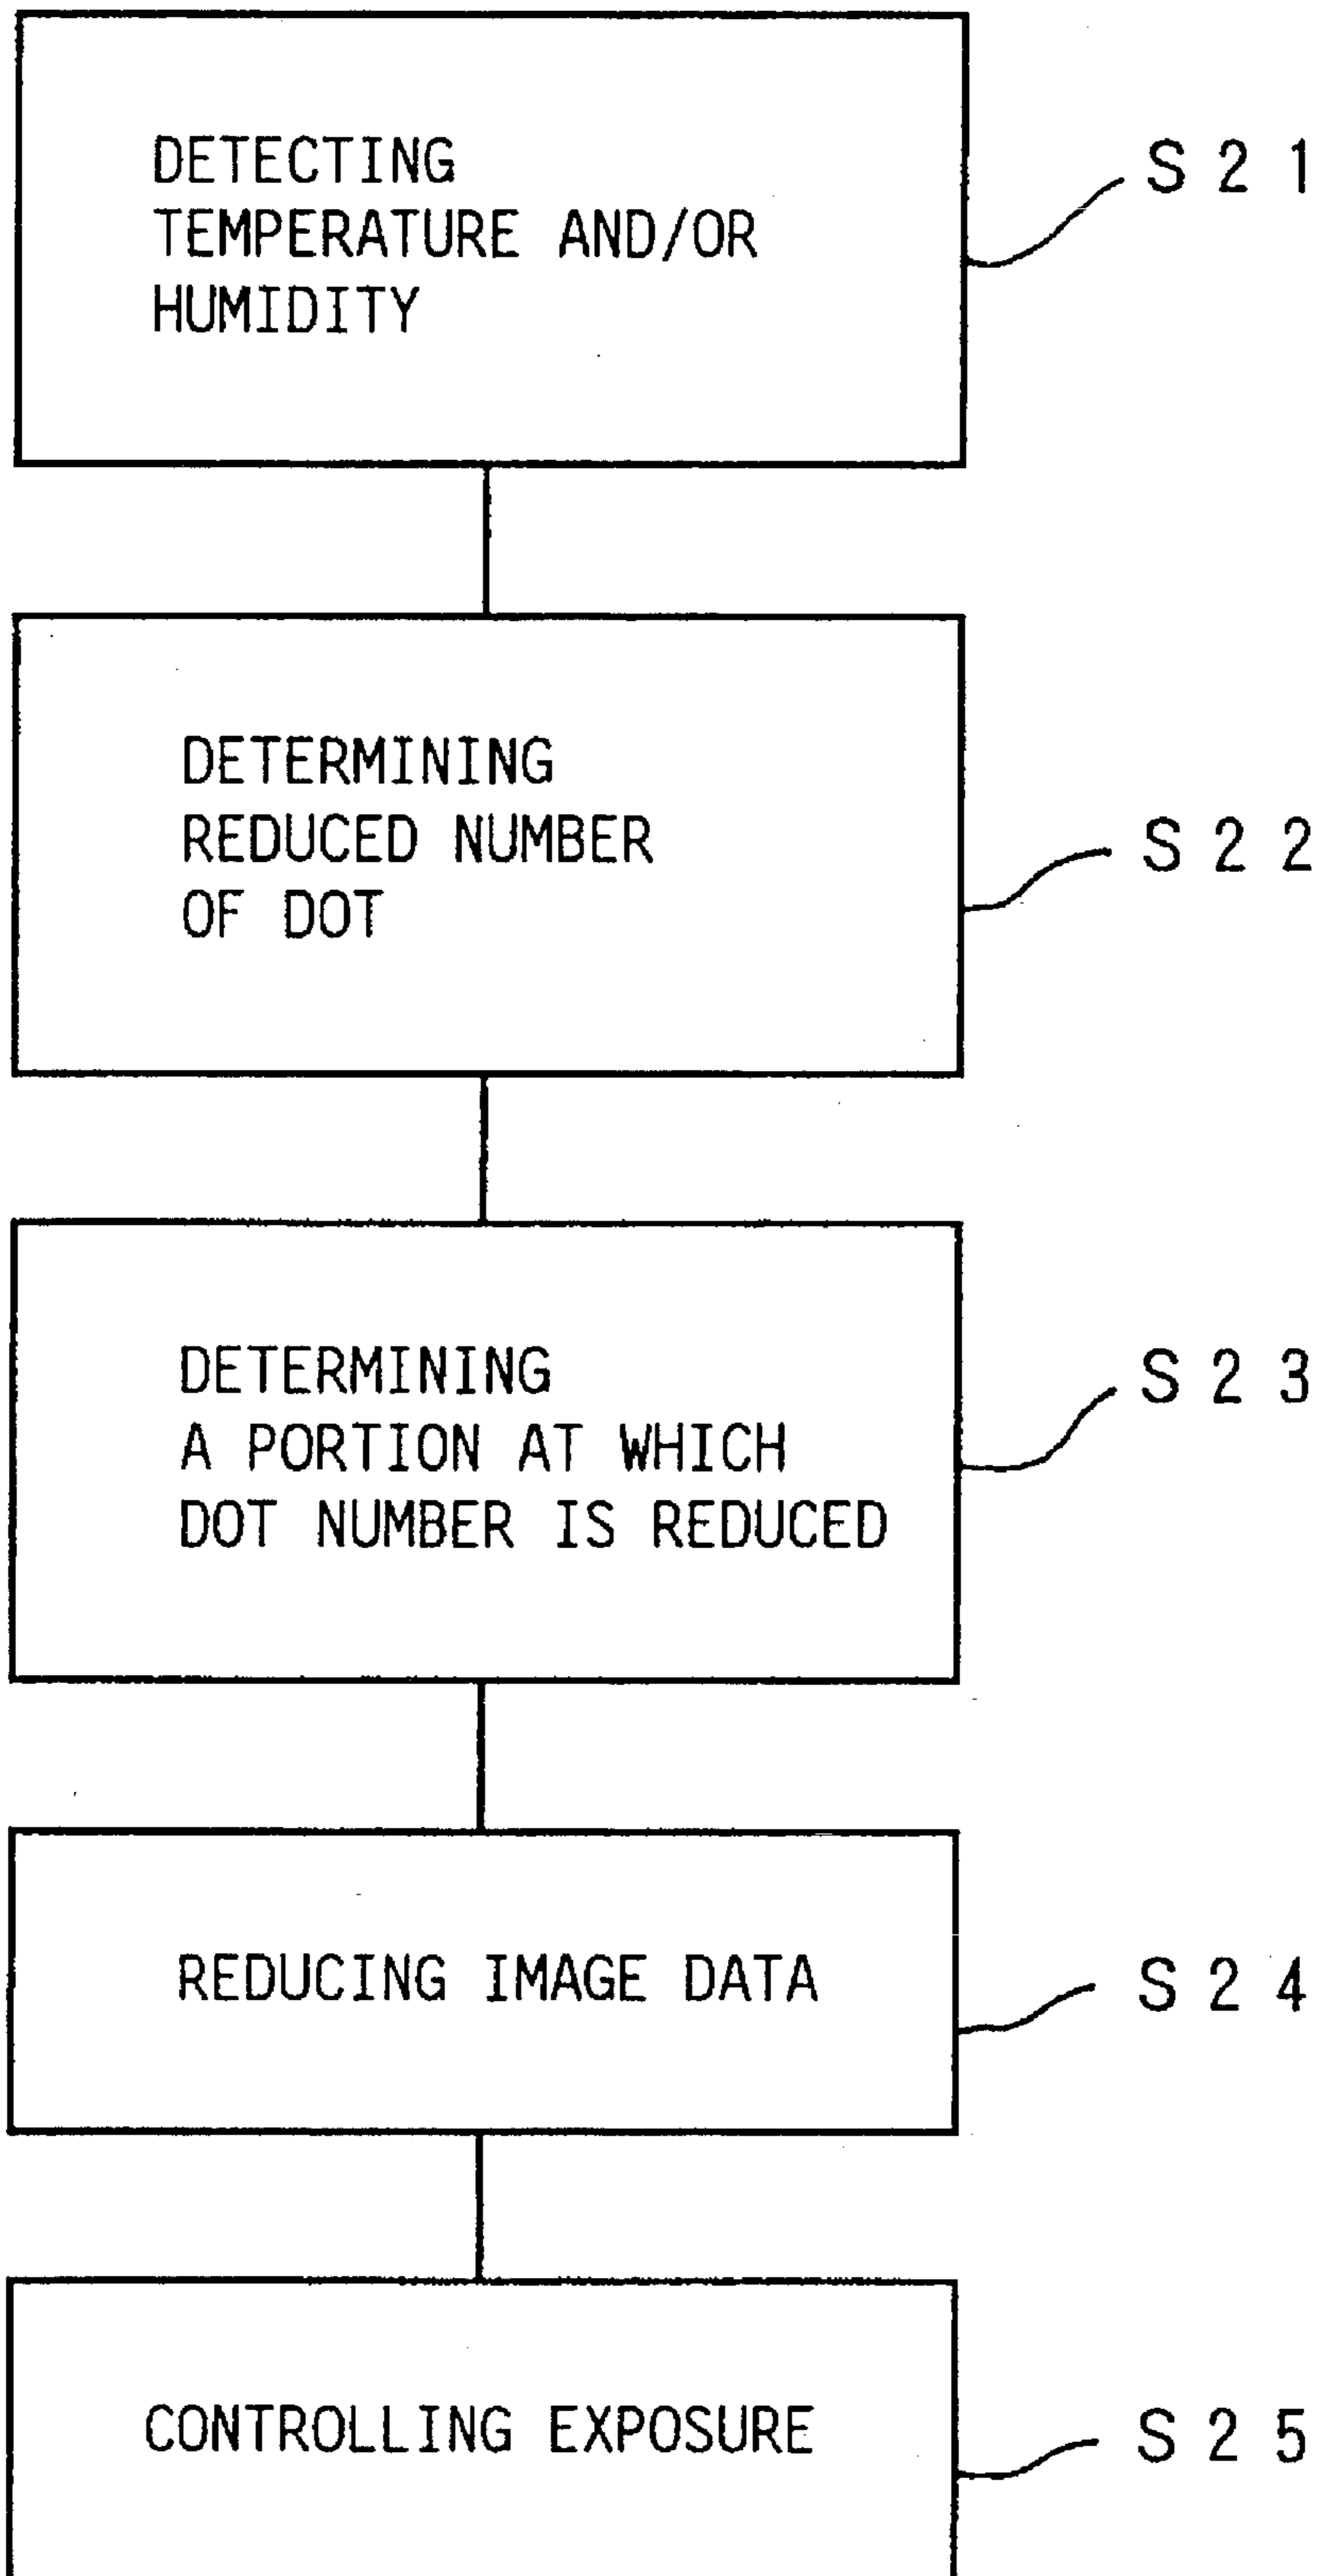 DETECTING
TEMPERATURE AND/OR
HUMIDITY
S21
DETERMINING
REDUCED NUMBER
OF DOT
S22
DETERMINING
A PORTION AT WHICH
DOT NUMBER IS REDUCED
S23
REDUCING IMAGE DATA
S24
CONTROLLING EXPOSURE
S25